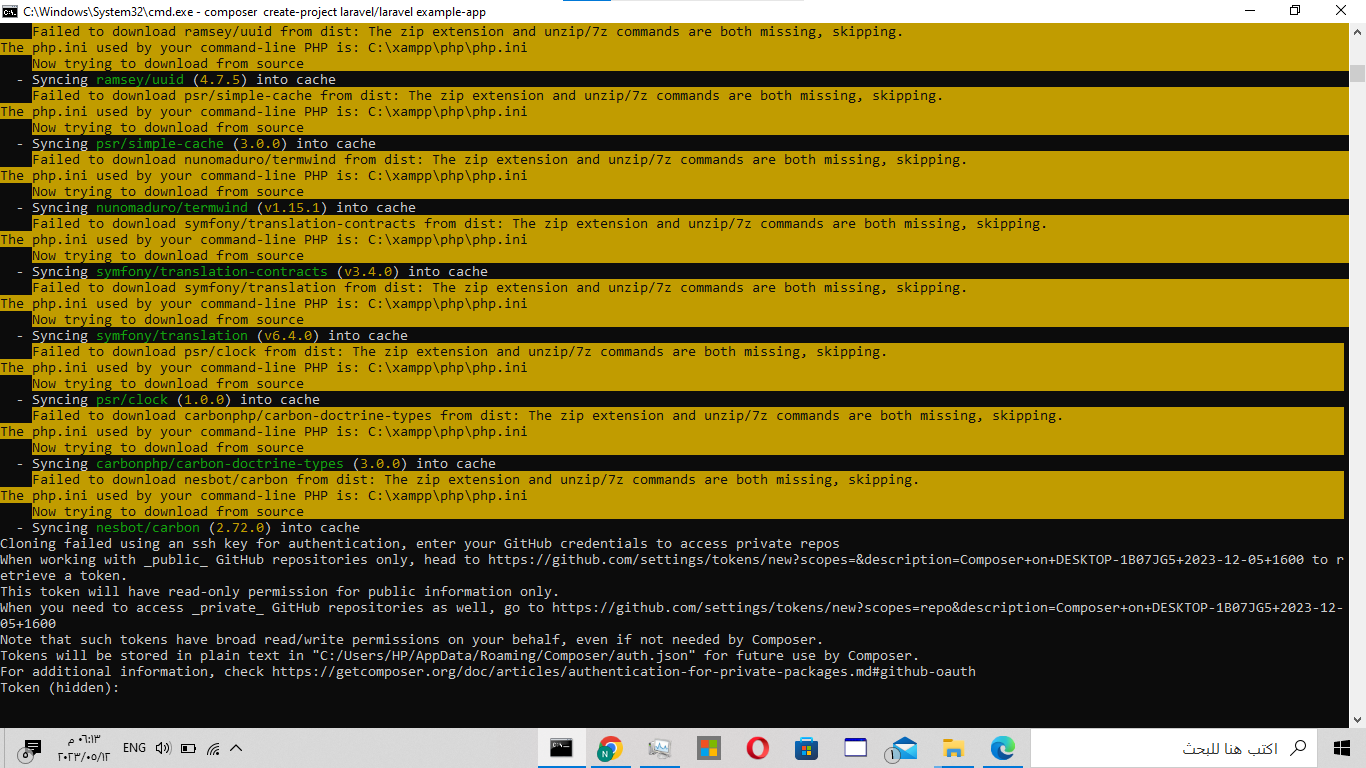 C:\Windows\System32\cmd.exe - composer  create-project laravel/laravel example-app
Failed to download ramsey/uuid from dist: The zip extension and unzip/7z commands are both missing, skipping.
The php.ini used by your command-line PHP is: C:\xampp\php\php.ini
Now trying to download from source
- Syncing ramsey/uuid (4.7.5) into cache
Failed to download psr/simple-cache from dist: The zip extension and unzip/7z commands are both missing, skipping.
The php.ini used by your command-line PHP is: C:\xampp\php\php.ini
Now trying to download from source
- Syncing psr/simple-cache (3.0.0) into cache
Failed to download nunomaduro/termwind from dist: The zip extension and unzip/7z commands are both missing, skipping.
The php.ini used by your command-line PHP is: C:\xampp\php\php.ini
Now trying to download from source
- Syncing nunomaduro/termwind (v1.15.1) into cache
Failed to download symfony/translation-contracts from dist: The zip extension and unzip/7z commands are both missing, skipping.
The php.ini used by your command-line PHP is: C:\xampp\php\php.ini
Now trying to download from source
- Syncing symfony/translation-contracts (v3.4.0) into cache
Failed to download symfony/translation from dist: The zip extension and unzip/7z commands are both missing, skipping.
The php.ini used by your command-line PHP is: C:\xampp\php\php.ini
Now trying to download from source
- Syncing symfony/translation (v6.4.0) into cache
Failed to download psr/clock from dist: The zip extension and unzip/7z commands are both missing, skipping.
The php.ini used by your command-line PHP is: C:\xampp\php\php.ini
Now trying to download from source
- Syncing psr/clock (1.0.0) into cache
Failed to download carbonphp/carbon-doctrine-types from dist: The zip extension and unzip/7z commands are both missing, skipping.
The php.ini used by your command-line PHP is: C:\xampp\php\php.ini
Now trying to download from source
- Syncing carbonphp/carbon-doctrine-types (3.0.0) into cache
Failed to download nesbot/carbon from dist: The zip extension and unzip/7z commands are both missing, skipping.
The php.ini used by your command-line PHP is: C:\xampp\php\php.ini
Now trying to download from source
- Syncing nesbot/carbon (2.72.0) into cache
Cloning failed using an ssh key for authentication, enter your GitHub credentials to access private repos
When working with _public_ GitHub repositories only, head to https://github.com/settings/tokens/new?scopes=&description=Composer+on+DESKTOP-1B07JG5+2023-12-05+1600 to r
etrieve a token.
This token will have read-only permission for public information only.
When you need to access _private_ GitHub repositories as well, go to https://github.com/settings/tokens/new?scopes=repo&description=Composer+on+DESKTOP-1B07JG5+2023-12-
05+1600
Note that such tokens have broad read/write permissions on your behalf, even if not needed by Composer.
Tokens will be stored in plain text in "C:/Users/HP/AppData/Roaming/Composer/auth.json" for future use by Composer.
For additional information, check https://getcomposer.org/doc/articles/authentication-for-private-packages.md#github-oauth
Token (hidden):
٠٦:١٣ م
٢٠٢٣/٠٥/١٢
ENG
N
١
٥
اكتب هنا للبحث